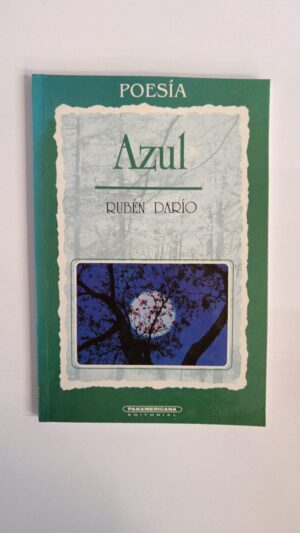 POESÍA
Azul
RUBÉN DARÍO
PANAMERICANA
EDITORIAL